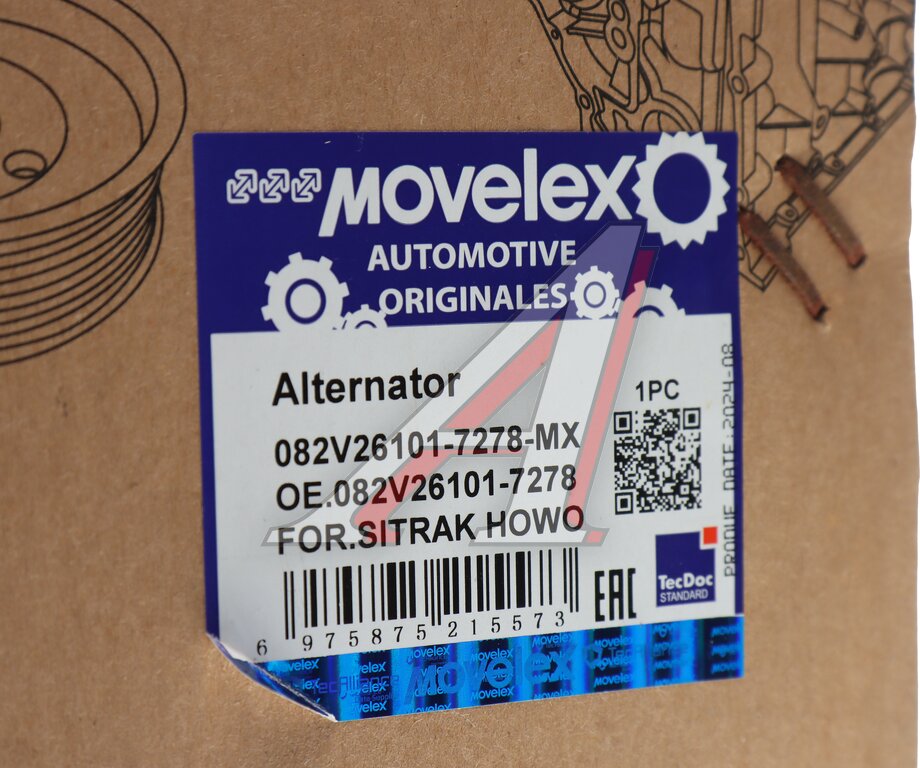 MOVELEX
AUTOMOTIVE
ORIGINALES
Alternator
082V26101-7278-MX
OE.082V26101-7278
FOR.SITRAK HOWO
1PC
PRODUE DATE:2024-08
EAC
TecDoc
STANDARD
6 975875 215573
Movelex